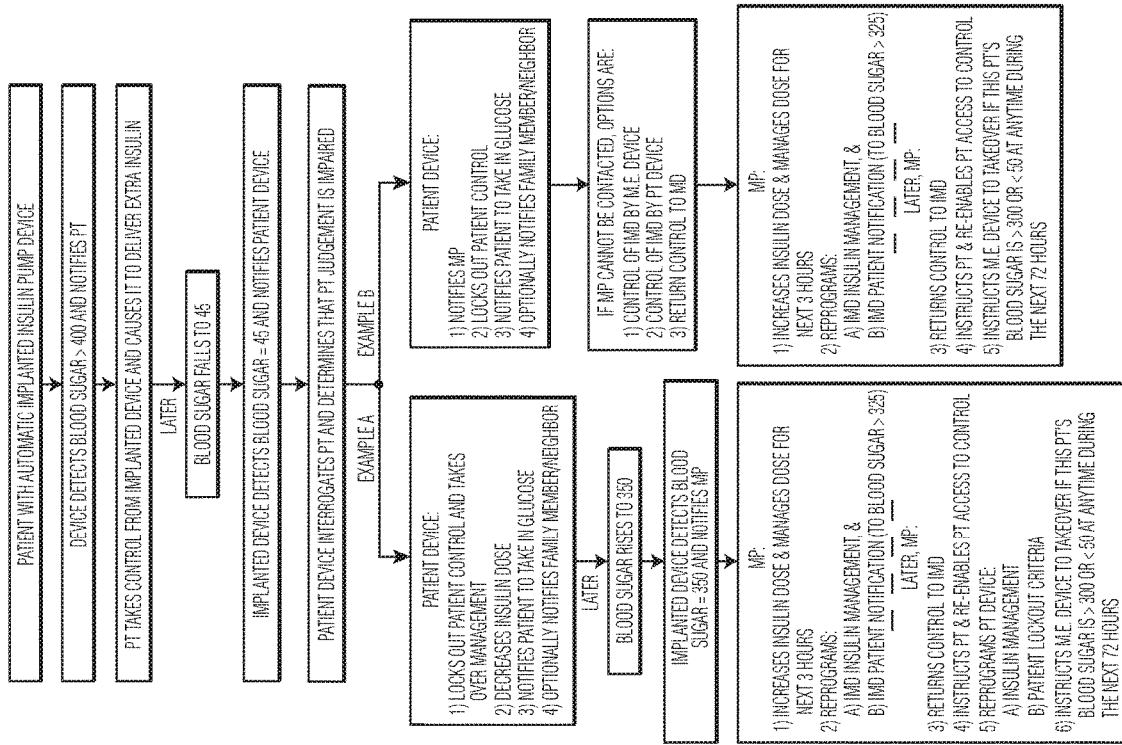 PATIENT WITH AUTOMATIC IMPLANTED INSULIN PUMP DEVICE
DEVICE DETECTS BLOOD SUGAR > 400 AND NOTIFIES PT
PT TAKES CONTROL FROM IMPLANTED DEVICE AND CAUSES IT TO DELIVER EXTRA INSULIN
LATER
BLOOD SUGAR FALLS TO 45
IMPLANTED DEVICE DETECTS BLOOD SUGAR = 45 AND NOTIFIES PATIENT DEVICE
PATIENT DEVICE INTERROGATES PT AND DETERMINES THAT PT JUDGEMENT IS IMPAIRED
EXAMPLE A
EXAMPLE B
PATIENT DEVICE:
1) LOCKS OUT PATIENT CONTROL AND TAKES
OVER MANAGEMENT
2) DECREASES INSULIN DOSE
3) NOTIFIES PATIENT TO TAKE IN GLUCOSE
4) OPTIONALLY NOTIFIES FAMILY MEMBER/NEIGHBOR
LATER
BLOOD SUGAR RISES TO 350
IMPLANTED DEVICE DETECTS BLOOD
SUGAR = 350 AND NOTIFIES MP
MP:
1) INCREASES INSULIN DOSE & MANAGES DOSE FOR
NEXT 3 HOURS
2) REPROGRAMS:
A) IMD INSULIN MANAGEMENT, &
B) IMD PATIENT NOTIFICATION (TO BLOOD SUGAR > 325)
LATER, MP:
3) RETURNS CONTROL TO IMD
4) INSTRUCTS PT & RE-ENABLES PT ACCESS TO CONTROL
5) REPROGRAMS PT DEVICE:
A) INSULIN MANAGEMENT
B) PATIENT LOCKOUT CRITERIA
6) INSTRUCTS M.E. DEVICE TO TAKEOVER IF THIS PT'S
BLOOD SUGAR IS > 300 OR < 50 AT ANYTIME DURING
THE NEXT 72 HOURS
PATIENT DEVICE:
1) NOTIFIES MP
2) LOCKS OUT PATIENT CONTROL
3) NOTIFIES PATIENT TO TAKE IN GLUCOSE
4) OPTIONALLY NOTIFIES FAMILY MEMBER/NEIGHBOR
IF MP CANNOT BE CONTACTED, OPTIONS ARE:
1) CONTROL OF IMD BY M.E. DEVICE
2) CONTROL OF IMD BY PT DEVICE
3) RETURN CONTROL TO MD
MP:
1) INCREASES INSULIN DOSE & MANAGES DOSE FOR
NEXT 3 HOURS
2) REPROGRAMS:
A) IMD INSULIN MANAGEMENT, &
B) IMD PATIENT NOTIFICATION (TO BLOOD SUGAR > 325)
LATER, MP:
3) RETURNS CONTROL TO IMD
4) INSTRUCTS PT & RE-ENABLES PT ACCESS TO CONTROL
5) INSTRUCTS M.E. DEVICE TO TAKEOVER IF THIS PT'S
BLOOD SUGAR IS > 300 OR < 50 AT ANYTIME DURING
THE NEXT 72 HOURS